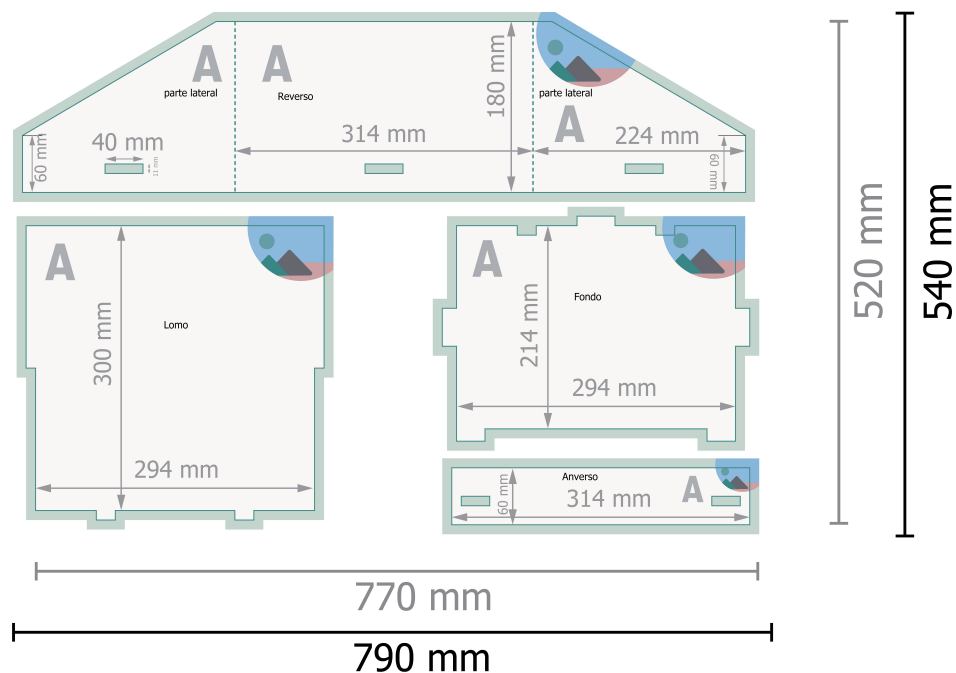 A
A
parte lateral
Reverso
180 mm
parte lateral
A
60 mm
40 mm
11 mm
314 mm
224 mm
60 mm
A
Lomo
300 mm
294 mm
A
Fondo
214 mm
294 mm
Anverso
60 mm
314 mm
A
520 mm
540 mm
770 mm
790 mm